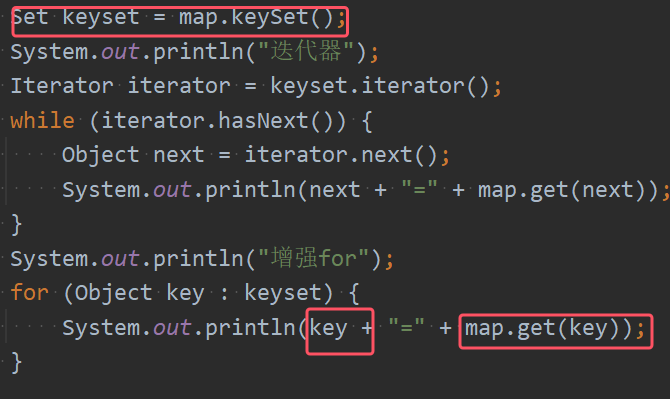 Set keyset = map.keySet();
System.out.println("迭代器");
Iterator iterator = keyset.iterator();
while (iterator.hasNext()) {
    Object next = iterator.next();
    System.out.println(next + "=" + map.get(next));
}
System.out.println("增强for");
for (Object key : keyset) {
    System.out.println(key + "=" + map.get(key));
}